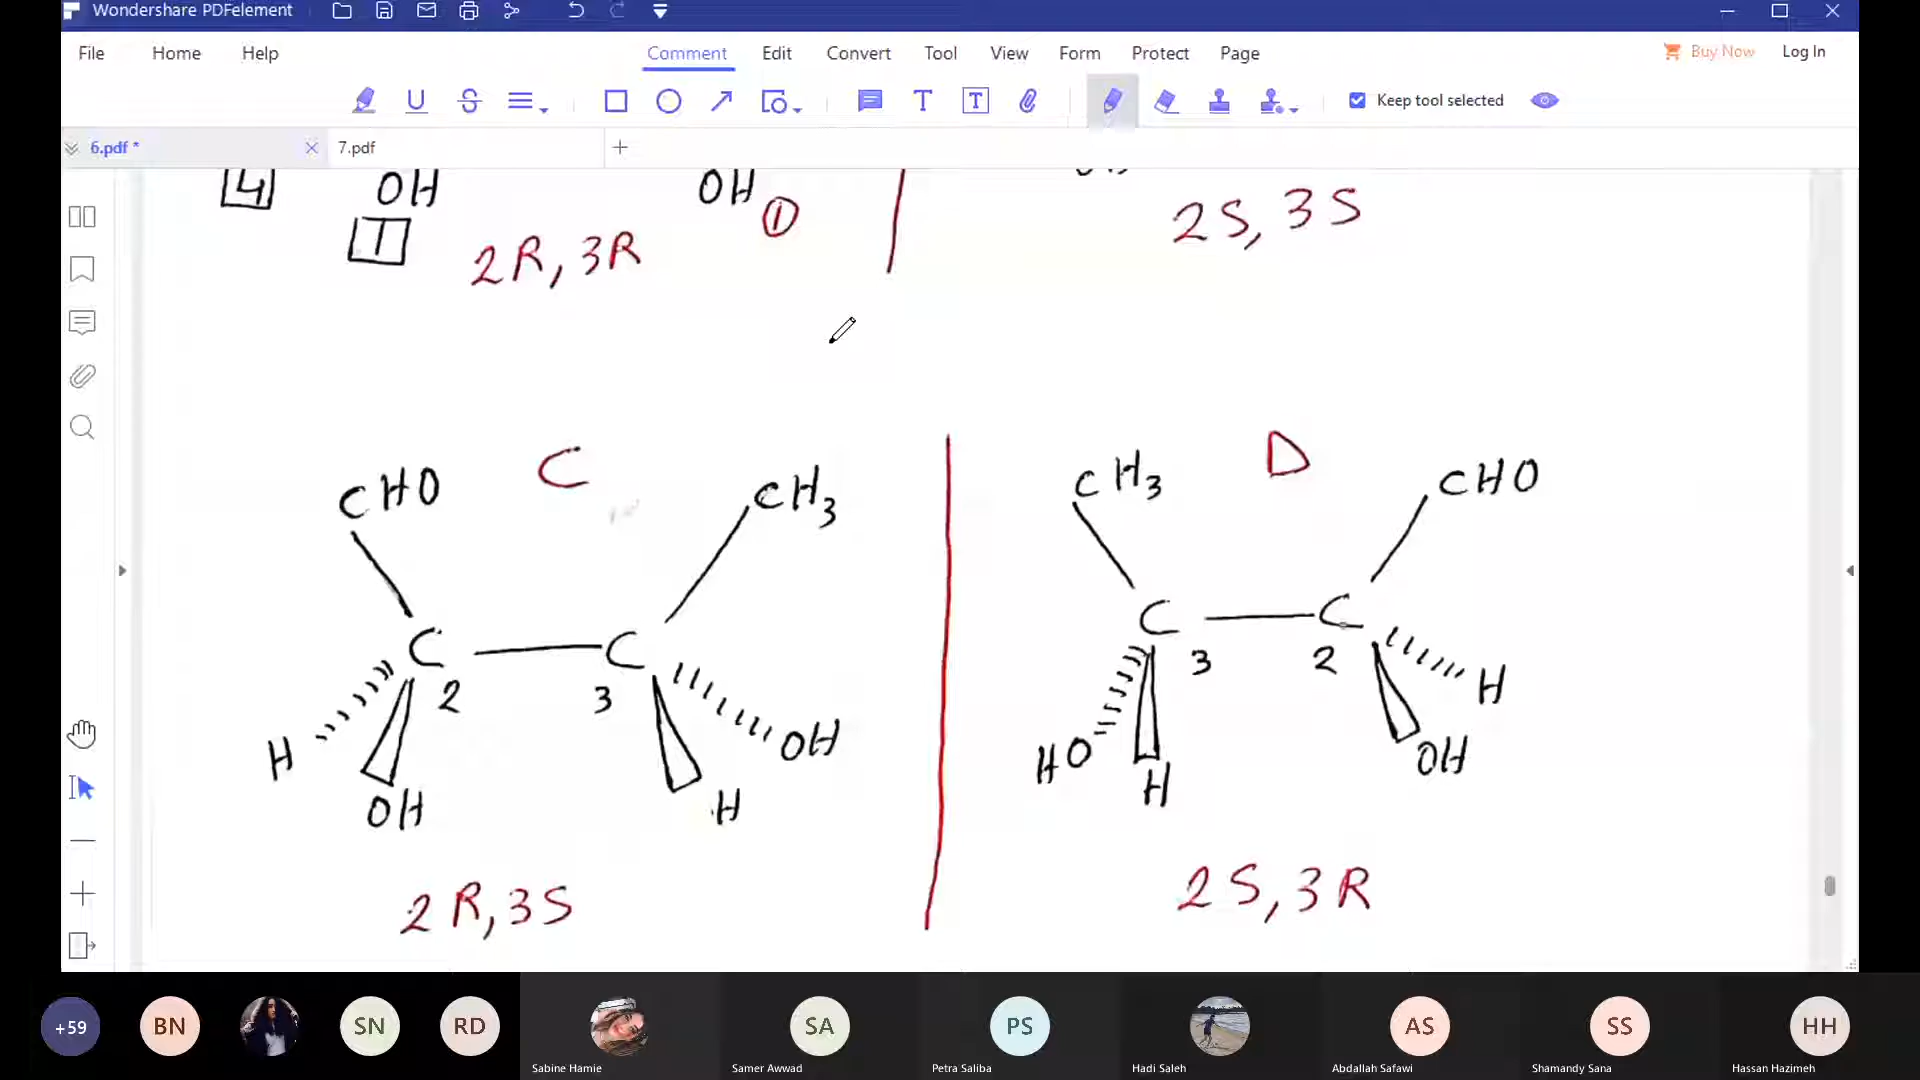 Wondershare PDFelement
File Home Help Comment Edit Convert Tool View Form Protect Page Buy Now Log In
Keep tool selected
6.pdf * 7.pdf
4 OH OH 1
1 2R, 3R
2S, 3S
C D
CHO CH3 CH3 CHO
C C C C
2 3 3 2
H OH HO H
OH H H OH
2R, 3S 2S, 3R
+59 BN SN RD SA PS AS SS HH
Sabine Hamie Samer Awwad Petra Saliba Hadi Saleh Abdallah Safawi Shamandy Sana Hassan Hazimeh